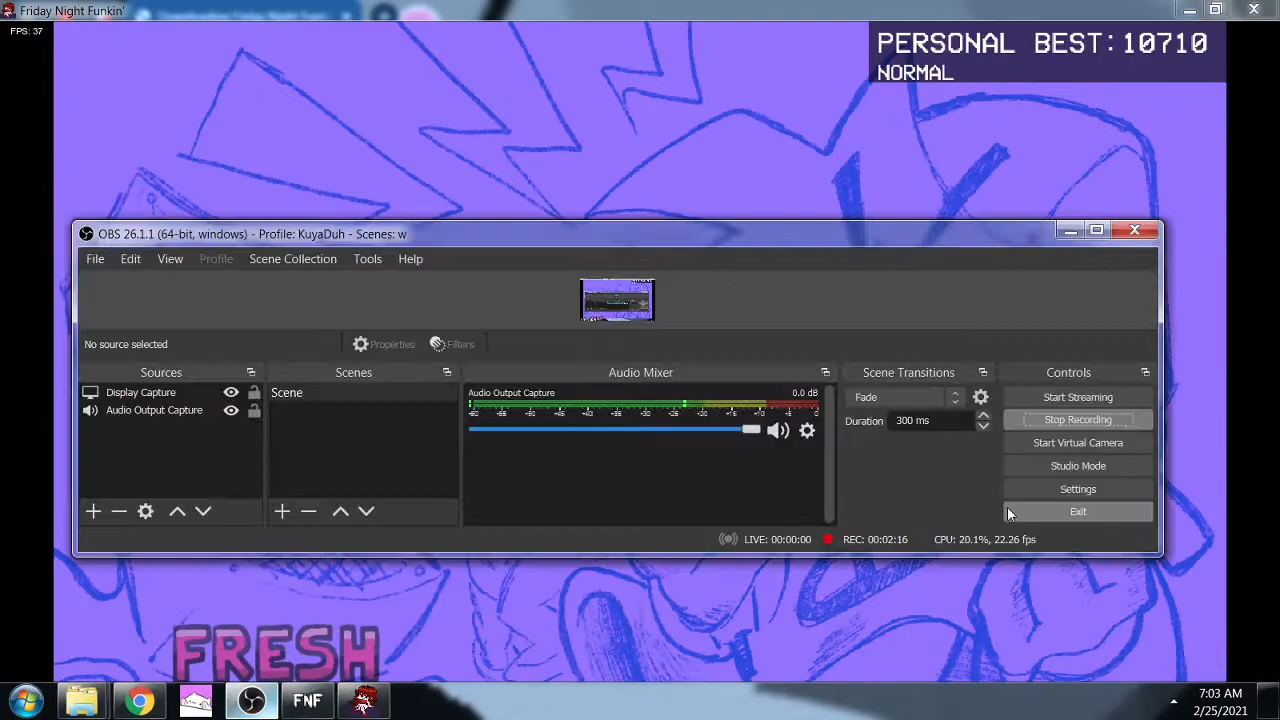 Friday Night Funkin'
FPS: 37
PERSONAL BEST:10710
NORMAL
OBS 26.1.1 (64-bit, windows) - Profile: KuyaDuh - Scenes: w
File Edit View Profile Scene Collection Tools Help
No source selected
Properties
Filters
Sources
Display Capture
Audio Output Capture
Scenes
Scene
Audio Mixer
Audio Output Capture
0.0 dB
Scene Transitions
Fade
Duration 300 ms
Controls
Start Streaming
Stop Recording
Start Virtual Camera
Studio Mode
Settings
Exit
LIVE: 00:00:00
REC: 00:02:16
CPU: 20.1%, 22.26 fps
FRESH
FNF
7:03 AM
2/25/2021